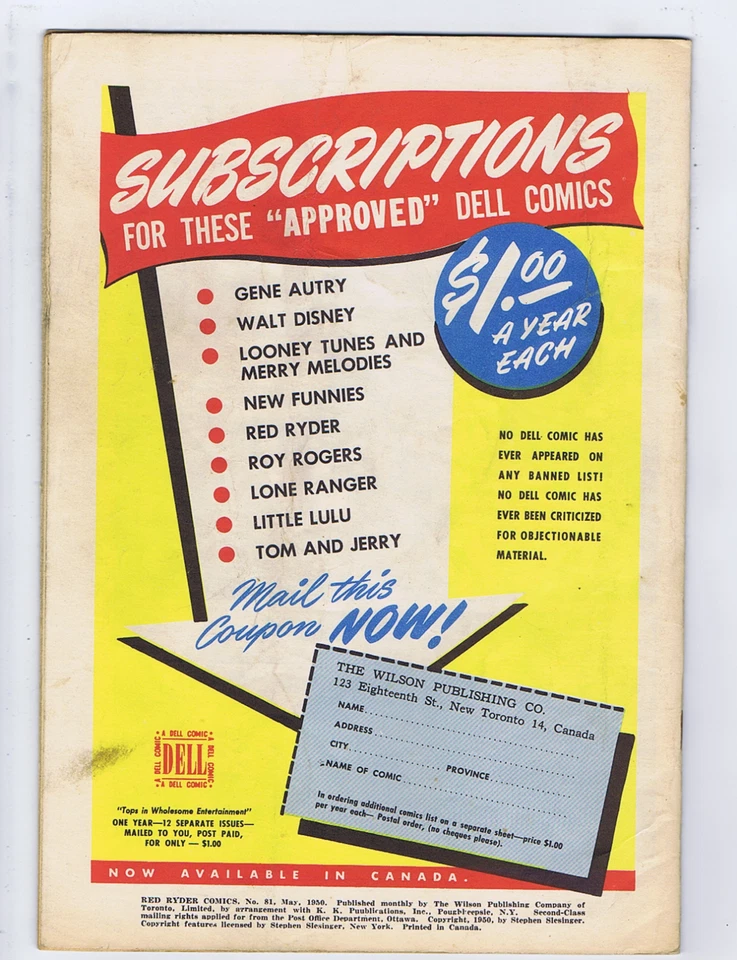 SUBSCRIPTIONS
FOR THESE "APPROVED" DELL COMICS
$1.00
A YEAR
EACH
GENE AUTRY
WALT DISNEY
LOONEY TUNES AND
MERRY MELODIES
NEW FUNNIES
RED RYDER
ROY ROGERS
LONE RANGER
LITTLE LULU
TOM AND JERRY
NO DELL COMIC HAS
EVER APPEARED ON
ANY BANNED LIST!
NO DELL COMIC HAS
EVER BEEN CRITICIZED
FOR OBJECTIONABLE
MATERIAL.
Mail this
Coupon NOW!
THE WILSON PUBLISHING CO.
123 Eighteenth St., New Toronto 14, Canada
NAME
ADDRESS
CITY PROVINCE
NAME OF COMIC
In ordering additional comics list on a separate sheet—price $1.00
per year each— Postal order, (no cheques please).
A DELL COMIC
A DELL COMIC
DELL
A DELL COMIC
A DELL COMIC
"Tops in Wholesome Entertainment"
ONE YEAR—12 SEPARATE ISSUES—
MAILED TO YOU, POST PAID,
FOR ONLY — $1.00
NOW AVAILABLE IN CANADA.
RED RYDER COMICS, No. 81, May, 1950. Published monthly by The Wilson Publishing Company of
Toronto, Limited, by arrangement with K. K. Puublications, Inc., Poughkeepsie, N.Y. Second-Class
mailing rights applied for from the Post Office Department, Ottawa. Copyright, 1950, by Stephen Slesinger.
Copyright features licensed by Stephen Slesinger, New York. Printed in Canada.